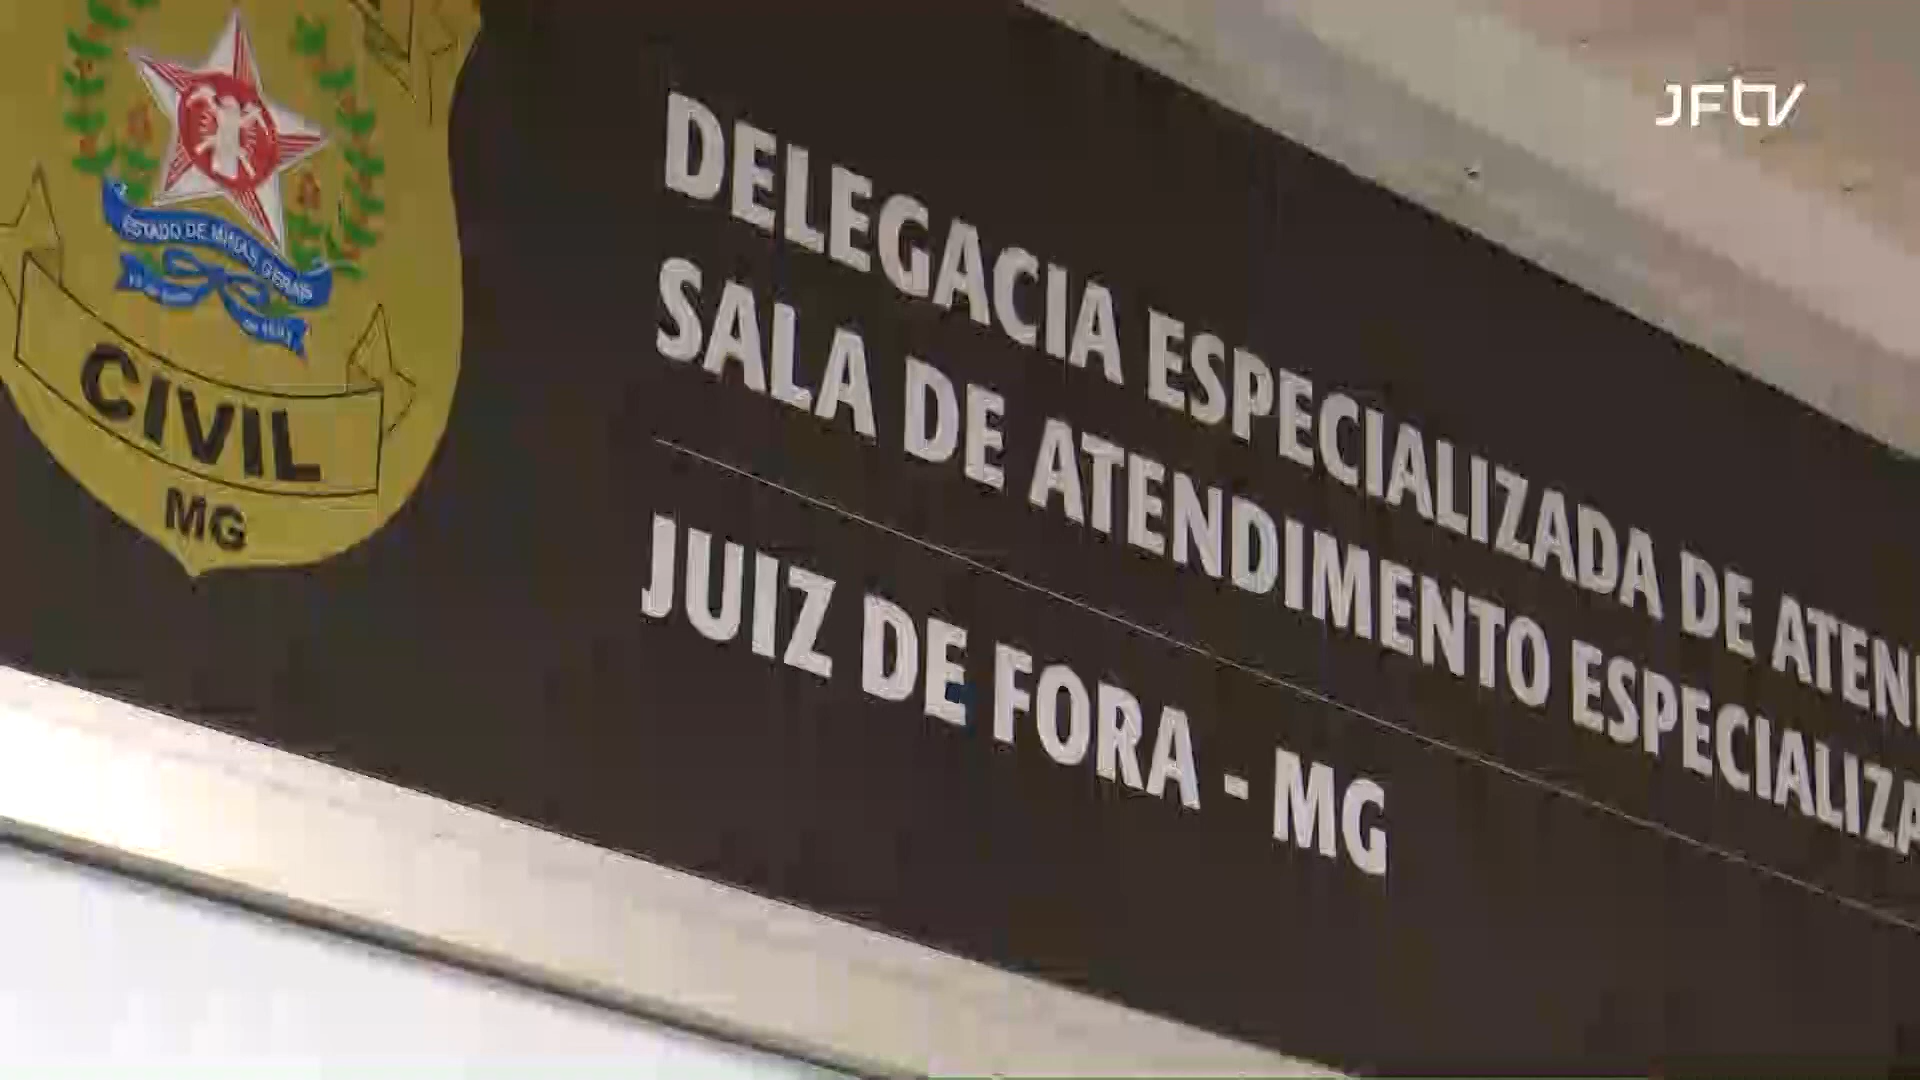 JFtv
ESTADO DE MINAS GERAIS
CIVIL
MG
DELEGACIA ESPECIALIZADA DE ATEN
SALA DE ATENDIMENTO ESPECIALIZA
JUIZ DE FORA - MG